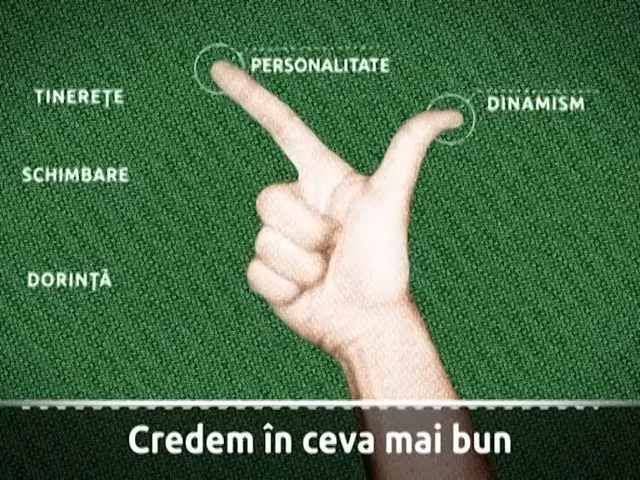 PERSONALITATE
TINEREȚE
DINAMISM
SCHIMBARE
DORINȚĂ
Credem în ceva mai bun